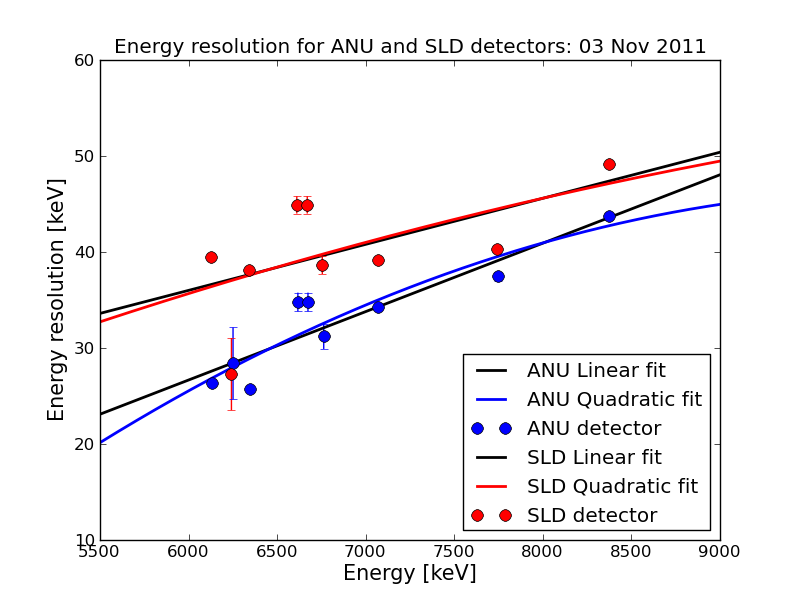 Energy resolution for ANU and SLD detectors: 03 Nov 2011
60
50
40
30
20
10
Energy resolution [keV]
ANU Linear fit
ANU Quadratic fit
ANU detector
SLD Linear fit
SLD Quadratic fit
SLD detector
5500 6000 6500 7000 7500 8000 8500 9000
Energy [keV]